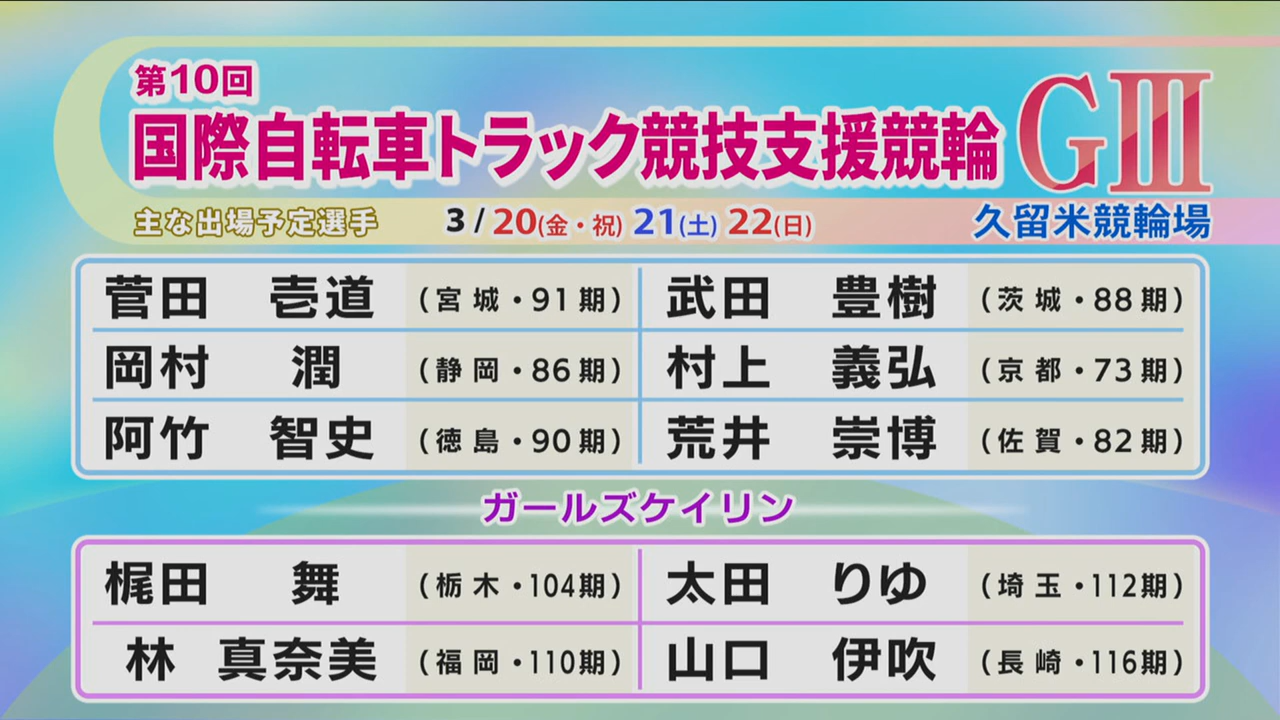 第10回
国際自転車トラック競技支援競輪 GⅢ
主な出場予定選手 3/20(金・祝) 21(土) 22(日) 久留米競輪場
菅田 壱道 (宮城・91期) 武田 豊樹 (茨城・88期)
岡村 潤 (静岡・86期) 村上 義弘 (京都・73期)
阿竹 智史 (徳島・90期) 荒井 崇博 (佐賀・82期)
ガールズケイリン
梶田 舞 (栃木・104期) 太田 りゆ (埼玉・112期)
林 真奈美 (福岡・110期) 山口 伊吹 (長崎・116期)